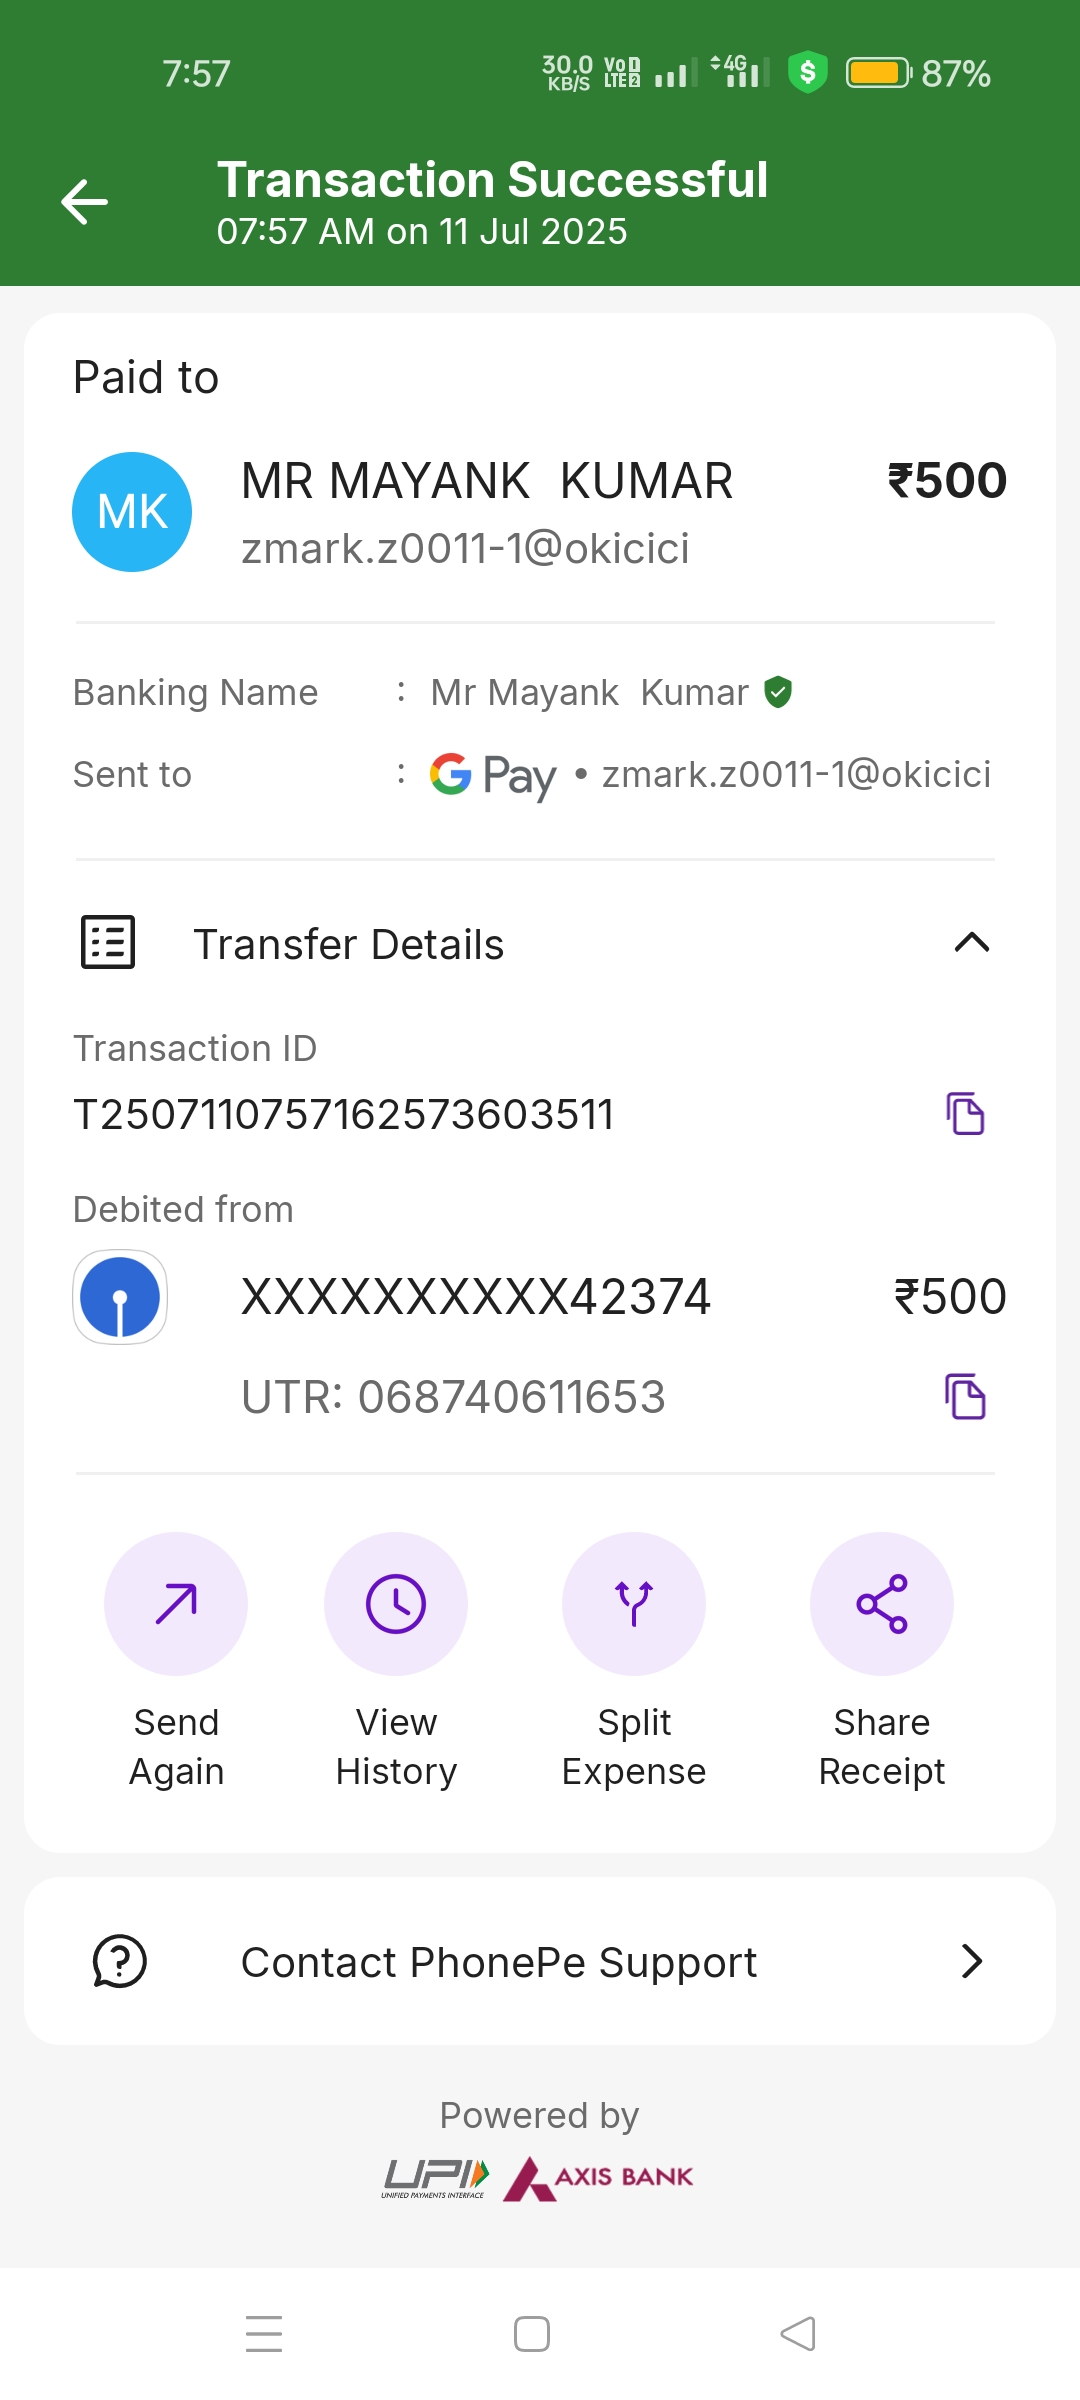 7:57
30.0 KB/S VoD LTE 2 4G $ 87%
Transaction Successful
07:57 AM on 11 Jul 2025
Paid to
MK MR MAYANK  KUMAR ₹500
zmark.z0011-1@okicici
Banking Name : Mr Mayank  Kumar
Sent to : G Pay • zmark.z0011-1@okicici
Transfer Details
Transaction ID
T2507110757162573603511
Debited from
XXXXXXXXXX42374 ₹500
UTR: 068740611653
Send Again
View History
Split Expense
Share Receipt
Contact PhonePe Support
Powered by
UPI AXIS BANK
UNIFIED PAYMENTS INTERFACE